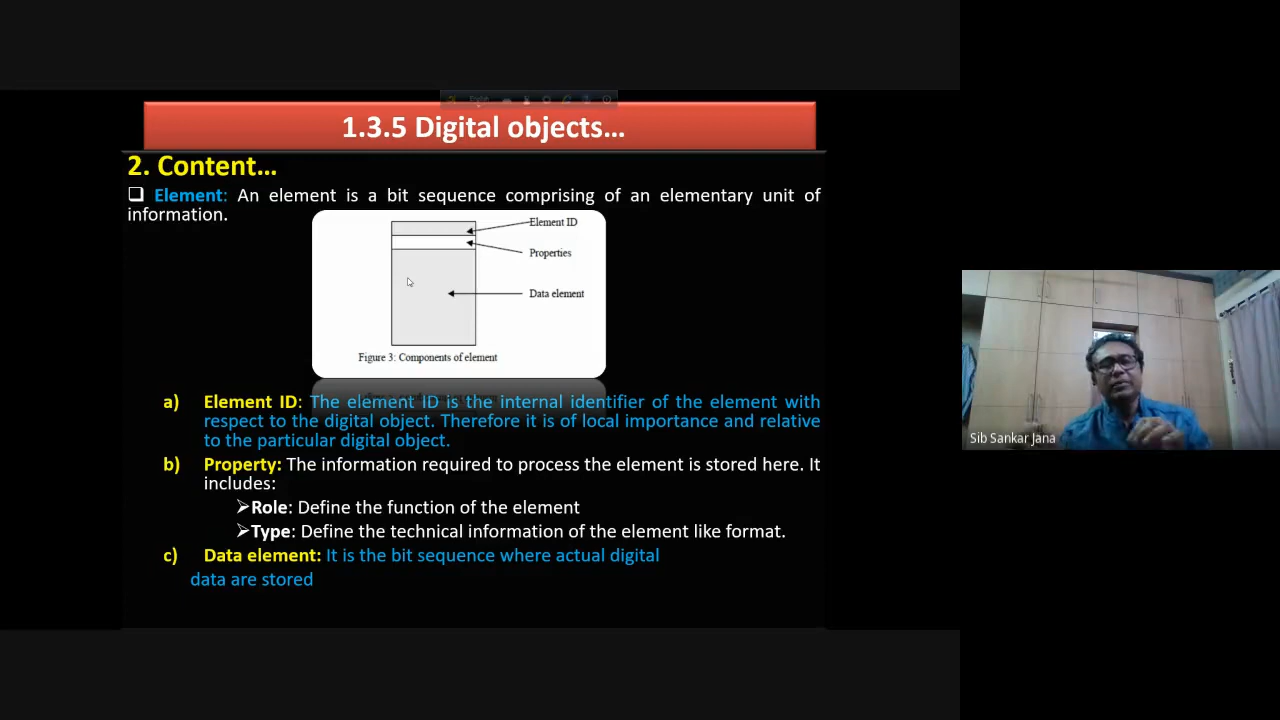 English
1.3.5 Digital objects...
2. Content...
Element: An element is a bit sequence comprising of an elementary unit of
information.
Element ID
Properties
Data element
Figure 3: Components of element
a) Element ID: The element ID is the internal identifier of the element with
respect to the digital object. Therefore it is of local importance and relative
to the particular digital object.
b) Property: The information required to process the element is stored here. It
includes:
Role: Define the function of the element
Type: Define the technical information of the element like format.
c) Data element: It is the bit sequence where actual digital
data are stored
Sib Sankar Jana